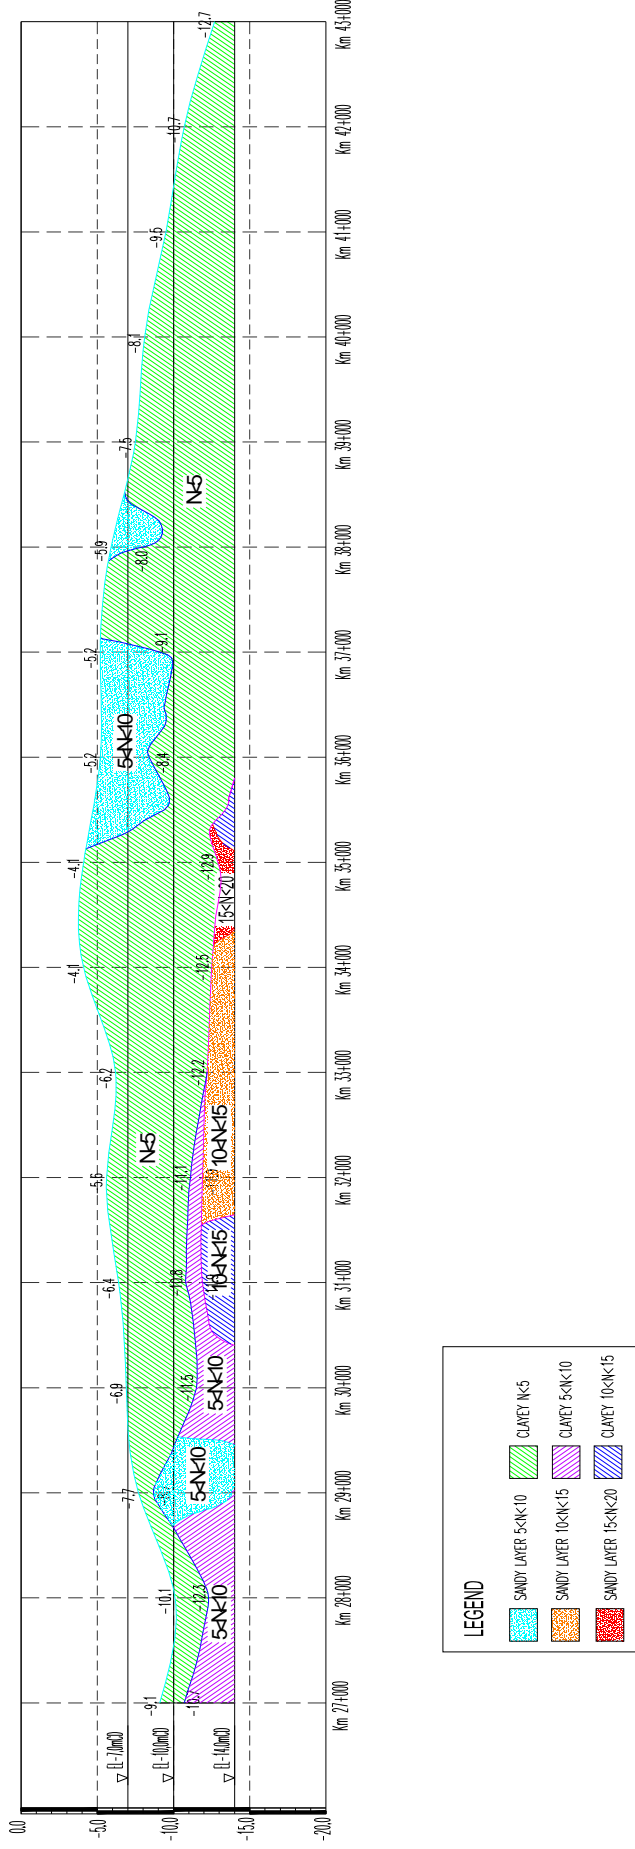 0.0
-5.0
-10.0
-15.0
-20.0
EL-7.0mCD
EL-10.0mCD
EL-14.0mCD
Km 27+000
Km 28+000
Km 29+000
Km 30+000
Km 31+000
Km 32+000
Km 33+000
Km 34+000
Km 35+000
Km 36+000
Km 37+000
Km 38+000
Km 39+000
Km 40+000
Km 41+000
Km 42+000
Km 43+000
-9.1
-10.1
-7.7
-6.9
-6.4
-6.2
-4.1
-4.1
-5.2
-5.2
-5.9
-7.5
-8.1
-10.7
-12.7
-12.3
-11.5
-10.8
-11.1
-12.2
-12.5
-12.9
-8.4
-9.1
-8.0
N<5
N<5
5<N<10
5<N<10
5<N<10
5<N<10
10<N<15
10<N<15
15<N<20
LEGEND
SANDY LAYER 5<N<10
CLAYEY N<5
SANDY LAYER 10<N<15
CLAYEY 5<N<10
SANDY LAYER 15<N<20
CLAYEY 10<N<15